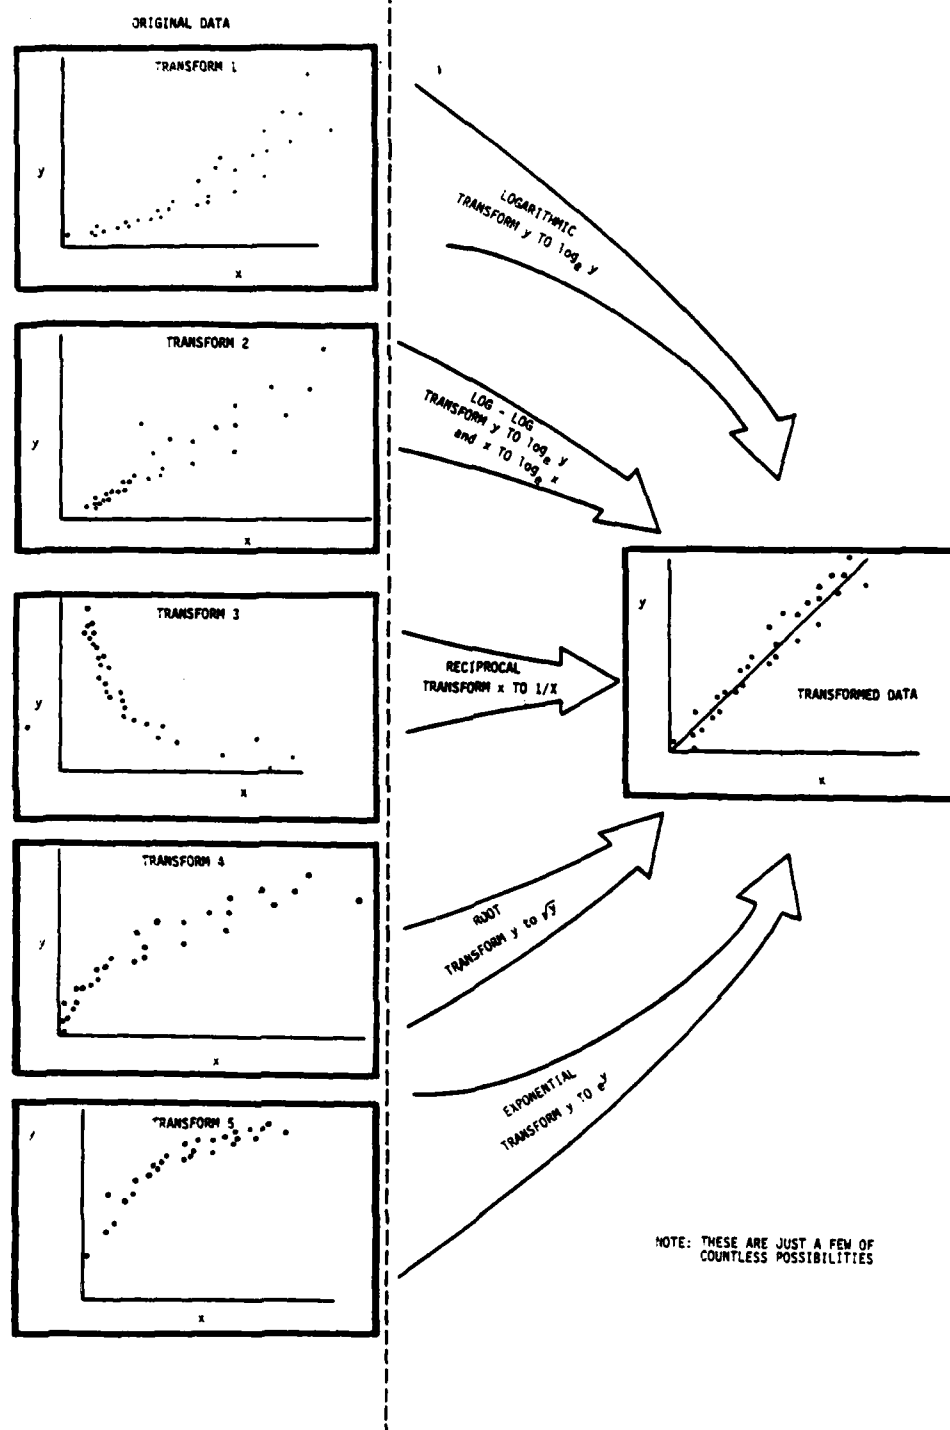 ORIGINAL DATA
TRANSFORM 1
y
x
LOGARITHMIC
TRANSFORM y TO logₑ y
TRANSFORM 2
y
x
LOG - LOG
TRANSFORM y TO logₑ y
and x TO logₑ x
TRANSFORM 3
y
x
RECIPROCAL
TRANSFORM x TO 1/X
y
TRANSFORMED DATA
x
TRANSFORM 4
y
x
ROOT
TRANSFORM y to √y
TRANSFORM 5
y
x
EXPONENTIAL
TRANSFORM y TO eʸ
NOTE: THESE ARE JUST A FEW OF
COUNTLESS POSSIBILITIES